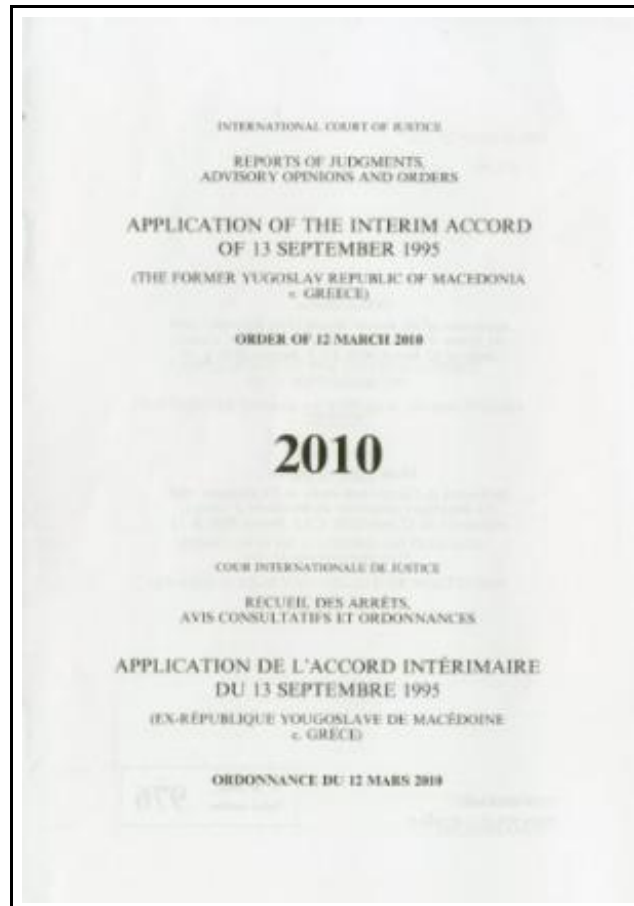 INTERNATIONAL COURT OF JUSTICE
REPORTS OF JUDGMENTS,
ADVISORY OPINIONS AND ORDERS
APPLICATION OF THE INTERIM ACCORD
OF 13 SEPTEMBER 1995
(THE FORMER YUGOSLAV REPUBLIC OF MACEDONIA
v. GREECE)
ORDER OF 12 MARCH 2010
2010
COUR INTERNATIONALE DE JUSTICE
RECUEIL DES ARRÊTS,
AVIS CONSULTATIFS ET ORDONNANCES
APPLICATION DE L'ACCORD INTÉRIMAIRE
DU 13 SEPTEMBRE 1995
(EX-RÉPUBLIQUE YOUGOSLAVE DE MACÉDOINE
c. GRÈCE)
ORDONNANCE DU 12 MARS 2010
976